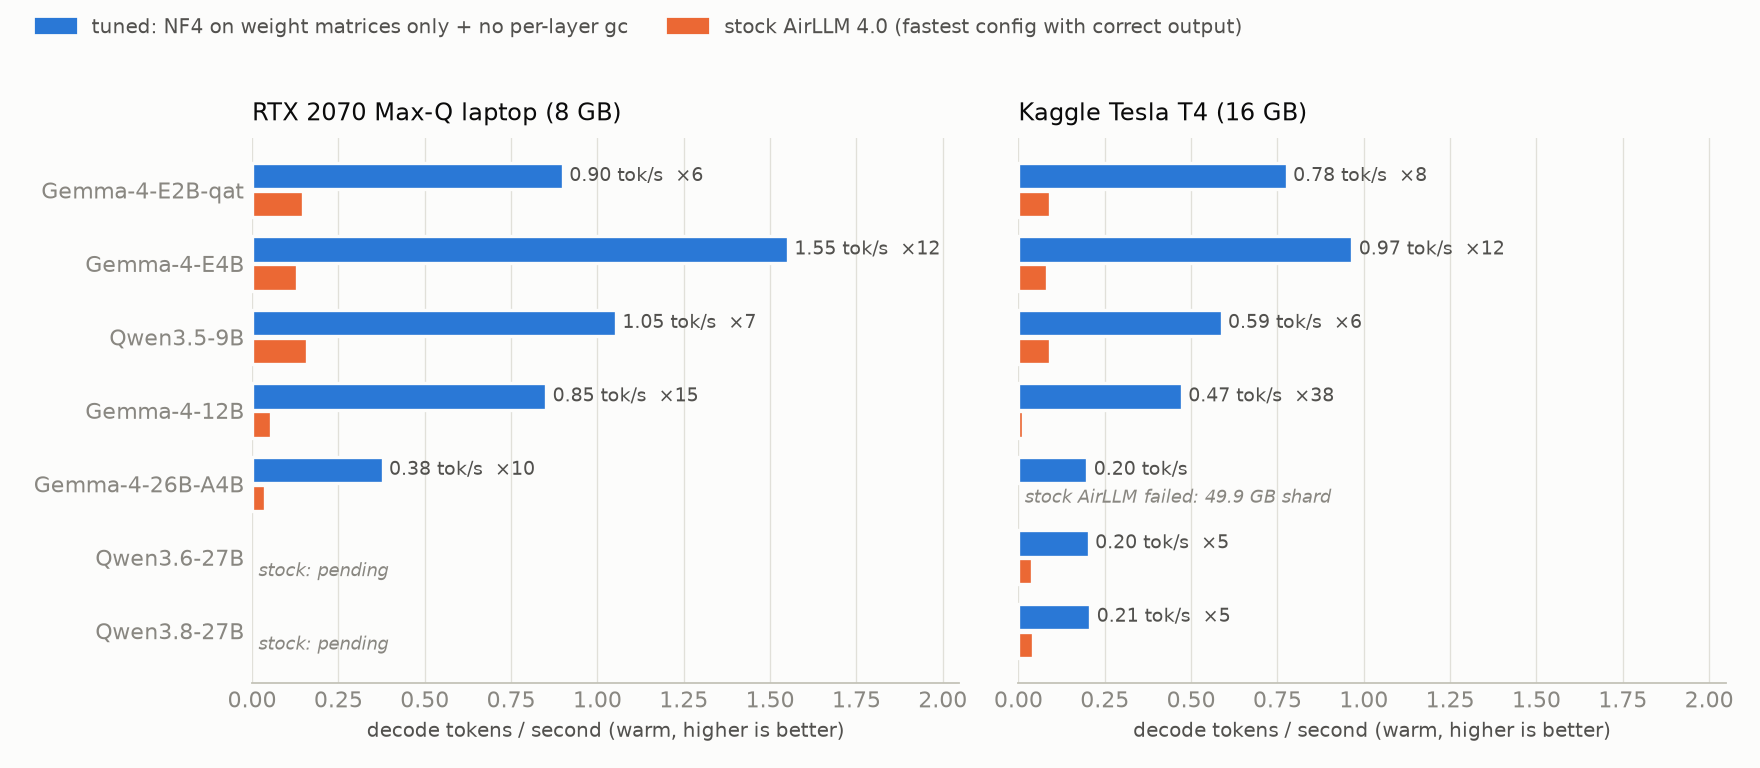 tuned: NF4 on weight matrices only + no per-layer gc
stock AirLLM 4.0 (fastest config with correct output)
RTX 2070 Max-Q laptop (8 GB)
Gemma-4-E2B-qat
0.90 tok/s ×6
Gemma-4-E4B
1.55 tok/s ×12
Qwen3.5-9B
1.05 tok/s ×7
Gemma-4-12B
0.85 tok/s ×15
Gemma-4-26B-A4B
0.38 tok/s ×10
Qwen3.6-27B
stock: pending
Qwen3.8-27B
stock: pending
0.00 0.25 0.50 0.75 1.00 1.25 1.50 1.75 2.00
decode tokens / second (warm, higher is better)
Kaggle Tesla T4 (16 GB)
0.78 tok/s ×8
0.97 tok/s ×12
0.59 tok/s ×6
0.47 tok/s ×38
0.20 tok/s
stock AirLLM failed: 49.9 GB shard
0.20 tok/s ×5
0.21 tok/s ×5
0.00 0.25 0.50 0.75 1.00 1.25 1.50 1.75 2.00
decode tokens / second (warm, higher is better)